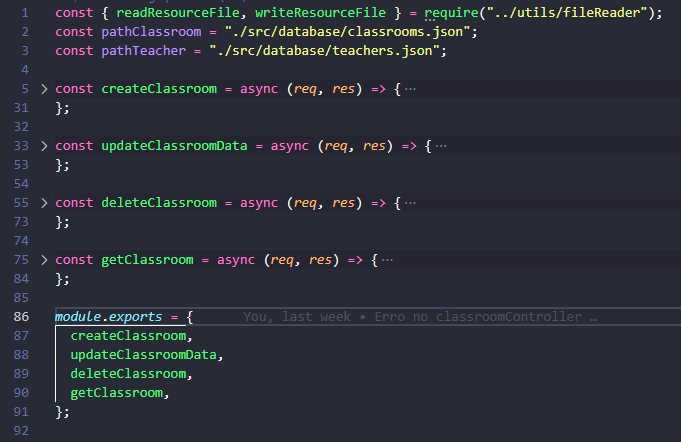 1 const { readResourceFile, writeResourceFile } = require("../utils/fileReader");
2 const pathClassroom = "./src/database/classrooms.json";
3 const pathTeacher = "./src/database/teachers.json";
4
5 > const createClassroom = async (req, res) => { ···
31 };
32
33 > const updateClassroomData = async (req, res) => { ···
53 };
54
55 > const deleteClassroom = async (req, res) => { ···
73 };
74
75 > const getClassroom = async (req, res) => { ···
84 };
85
86 module.exports = { You, last week • Erro no classroomController …
87 createClassroom,
88 updateClassroomData,
89 deleteClassroom,
90 getClassroom,
91 };
92